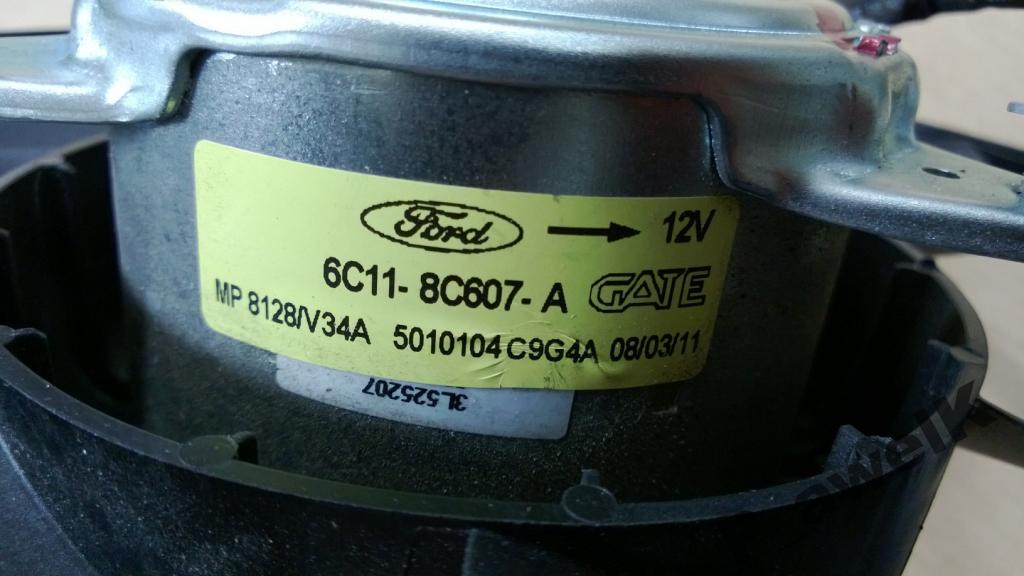 Ford 12V
6C11- 8C607- A GATE
MP 8128/V34A 5010104 C9G4A 08/03/11
3L525207